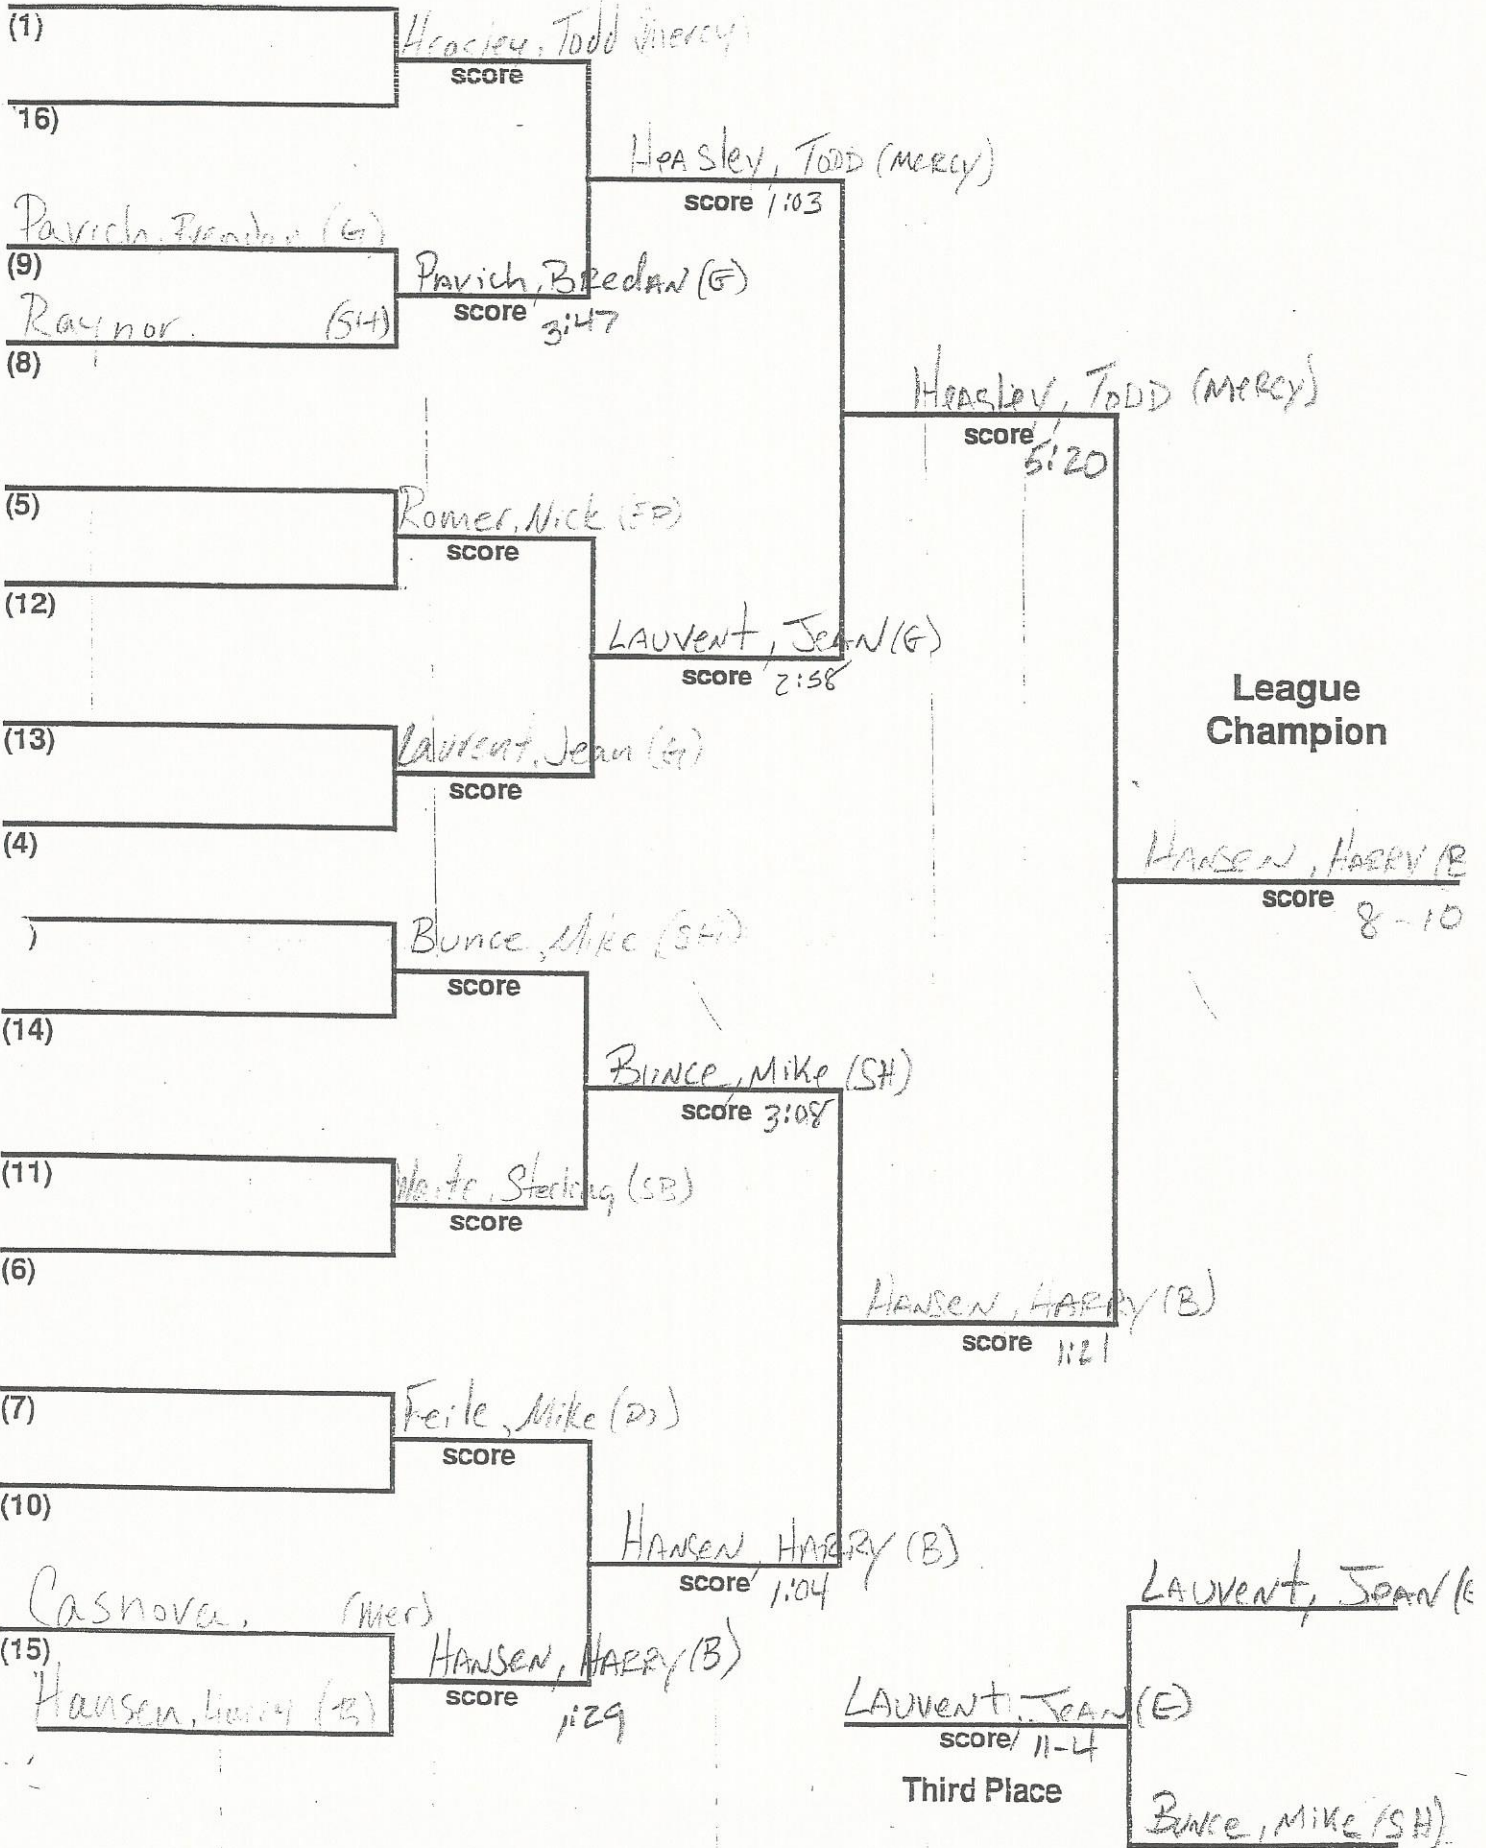 (1)
Heasley, Todd (Mercy)
score
16)
HeASley, TODD (MeRCy)
score 1:03
Pavich, (G)
(9)
PAvich, BRedAN (G)
score 3:47
Raynor. (SH)
(8)
HeASley, TODD (MeRCy)
score 5:20
(5)
Romer, Nick (EP)
score
(12)
LAUVent, JeAN (G)
score 2:58
League
Champion
(13)
Laurent, Jean (G)
score
(4)
HANSEN, HARRY (B
score 8-10
)
Bunce, Mike (SH)
score
(14)
BUNCe, Mike (SH)
score 3:08
(11)
Sterling (SB)
score
(6)
HANSeN, HARRY (B)
score 1:21
(7)
Feile, Mike
score
(10)
HANSEN, HARRY (B)
score 1:04
LAUVent, JEAN
Casnova, (Mer)
(15)
HANSEN, HARRY (B)
score 1:29
Hansen, Harry (B)
LAUVent, JEAN (G)
score 11-4
Third Place
BUNCe, Mike (SH)